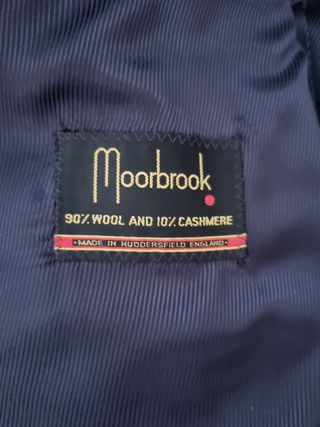 Moorbrook
90% WOOL AND 10% CASHMERE
•MADE IN HUDDERSFIELD ENGLAND•